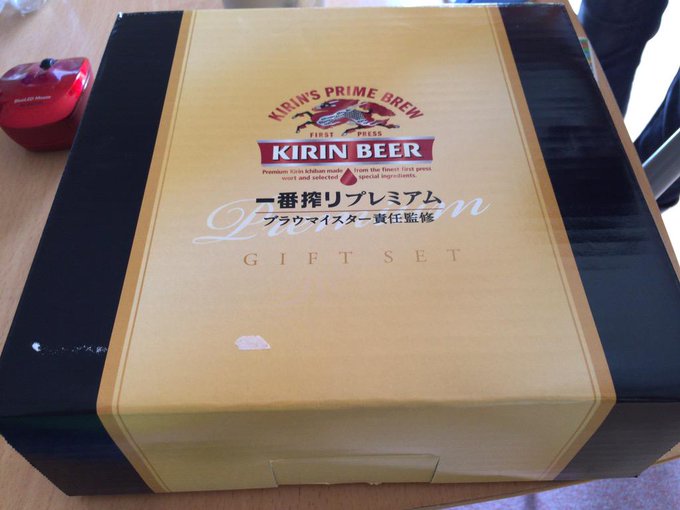 BlueLED Mouse
KIRIN'S PRIME BREW
FIRST PRESS
KIRIN BEER
Premium Kirin Ichiban made from the finest first press
wort and selected special ingredients.
一番搾りプレミアム
Premium
ブラウマイスター責任監修
GIFT SET